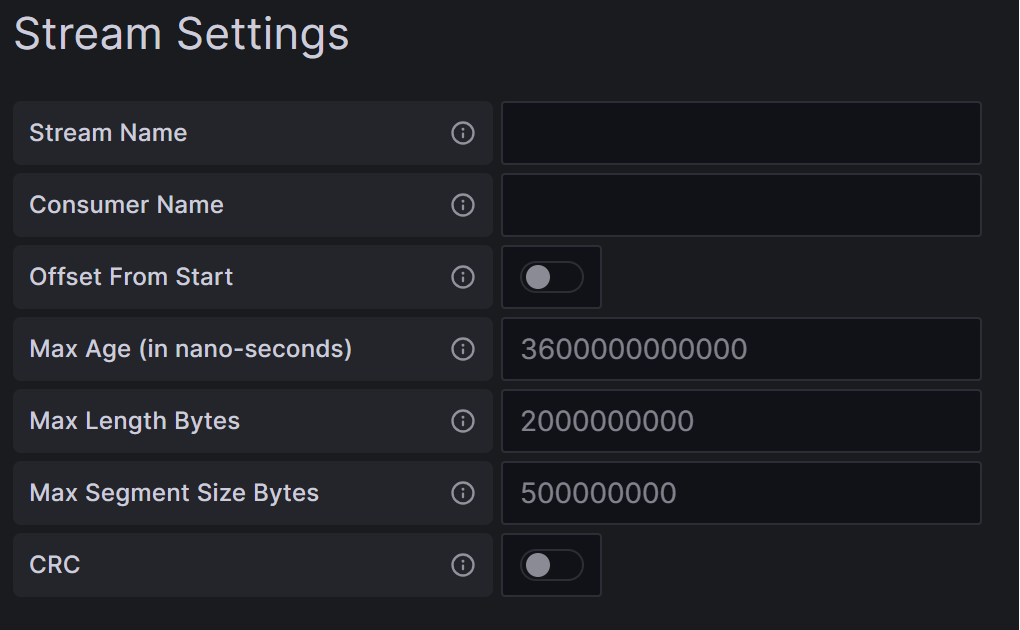 Stream Settings
Stream Name
Consumer Name
Offset From Start
Max Age (in nano-seconds) 3600000000000
Max Length Bytes 2000000000
Max Segment Size Bytes 500000000
CRC